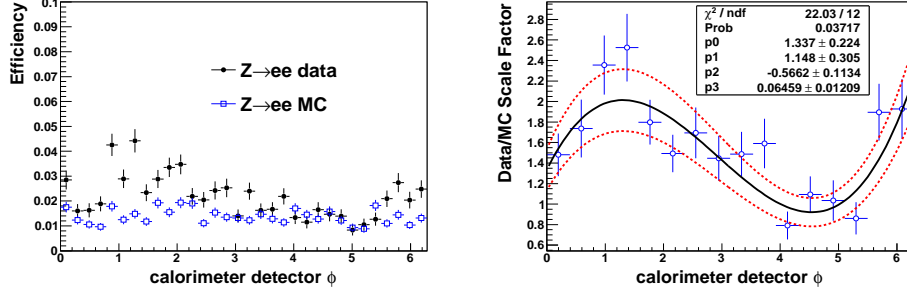 Efficiency
0.1
0.09
0.08
0.07
0.06
0.05
0.04
0.03
0.02
0.01
0
Z→ee data
Z→ee MC
0 1 2 3 4 5 6
calorimeter detector ϕ
Data/MC Scale Factor
2.8
2.6
2.4
2.2
2
1.8
1.6
1.4
1.2
1
0.8
0.6
χ² / ndf 22.03 / 12
Prob 0.03717
p0 1.337 ± 0.224
p1 1.148 ± 0.305
p2 -0.5662 ± 0.1134
p3 0.06459 ± 0.01209
0 1 2 3 4 5 6
calorimeter detector ϕ